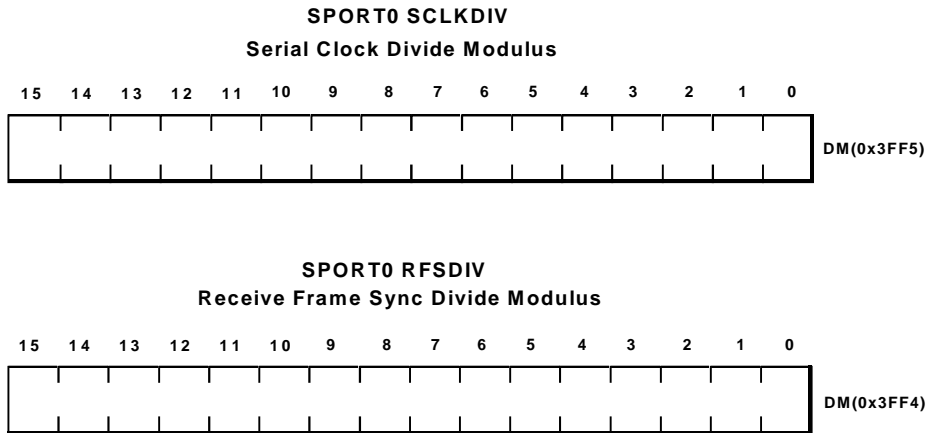 SPORT0 SCLKDIV
Serial Clock Divide Modulus
15 14 13 12 11 10 9 8 7 6 5 4 3 2 1 0
DM(0x3FF5)
SPORT0 RFSDIV
Receive Frame Sync Divide Modulus
15 14 13 12 11 10 9 8 7 6 5 4 3 2 1 0
DM(0x3FF4)